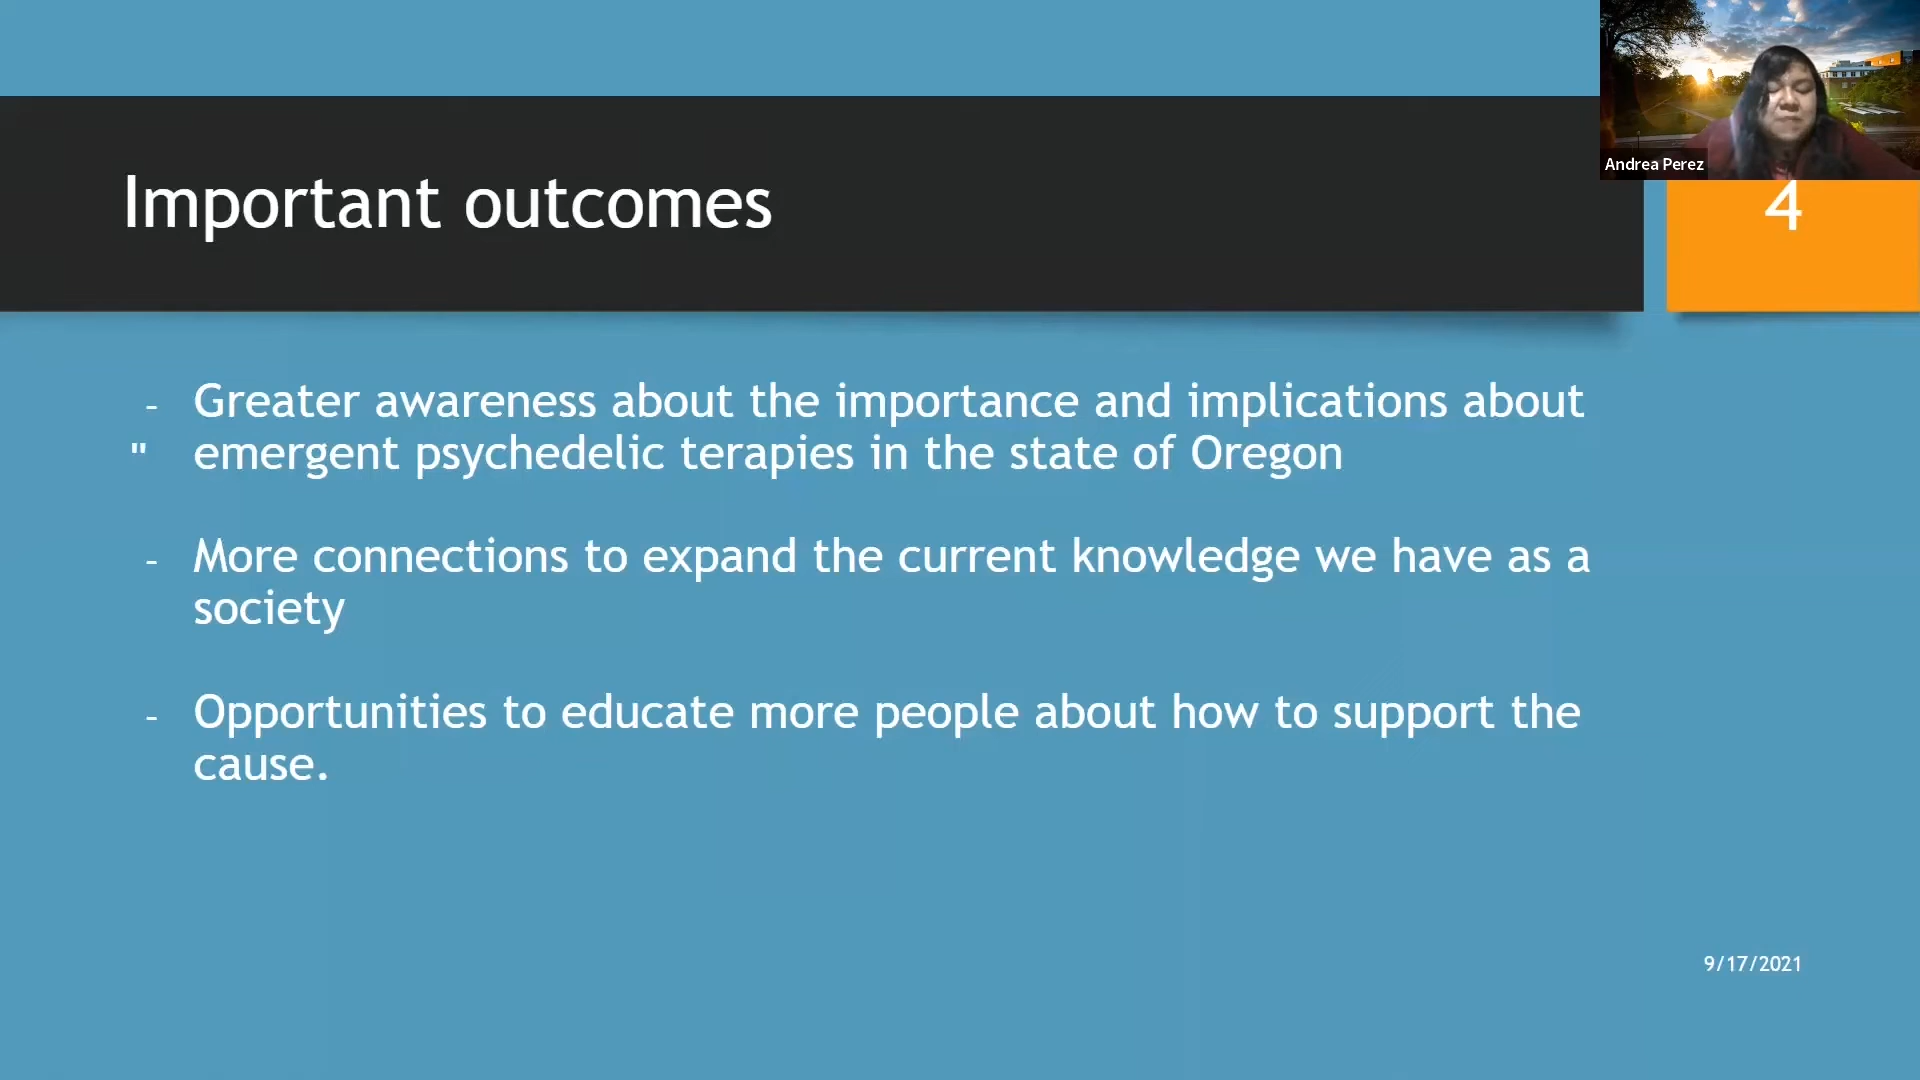 Andrea Perez
Important outcomes
4
- Greater awareness about the importance and implications about
" emergent psychedelic terapies in the state of Oregon
- More connections to expand the current knowledge we have as a
society
- Opportunities to educate more people about how to support the
cause.
9/17/2021